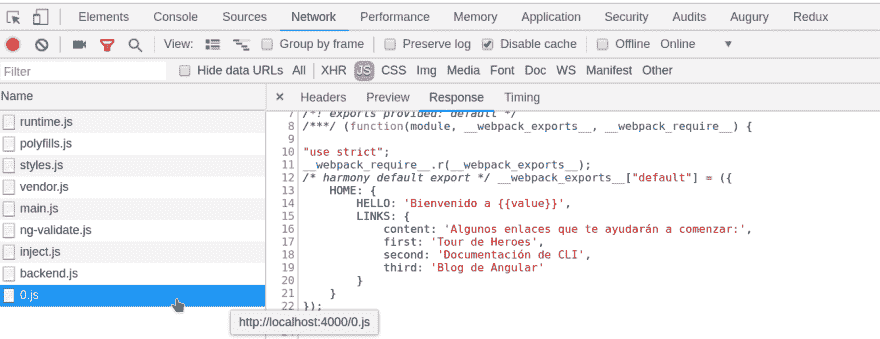 Elements Console Sources Network Performance Memory Application Security Audits Augury Redux
View: Group by frame Preserve log Disable cache Offline Online
Filter Hide data URLs All XHR JS CSS Img Media Font Doc WS Manifest Other
Name
× Headers Preview Response Timing
runtime.js
polyfills.js
styles.js
vendor.js
main.js
ng-validate.js
inject.js
backend.js
0.js
7 /*! exports provided: default */
8 /***/ (function(module, __webpack_exports__, __webpack_require__) {
9
10 "use strict";
11 __webpack_require__.r(__webpack_exports__);
12 /* harmony default export */ __webpack_exports__["default"] = ({
13 HOME: {
14 HELLO: 'Bienvenido a {{value}}',
15 LINKS: {
16 content: 'Algunos enlaces que te ayudarán a comenzar:',
17 first: 'Tour de Heroes',
18 second: 'Documentación de CLI',
19 third: 'Blog de Angular'
20 }
21 }
22 });
http://localhost:4000/0.js